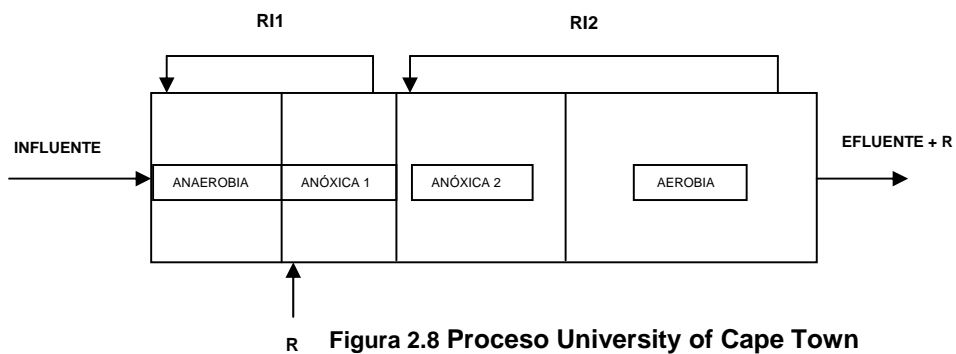 RI1
RI2
INFLUENTE
EFLUENTE + R
ANAEROBIA
ANÓXICA 1
ANÓXICA 2
AEROBIA
R
Figura 2.8 Proceso University of Cape Town